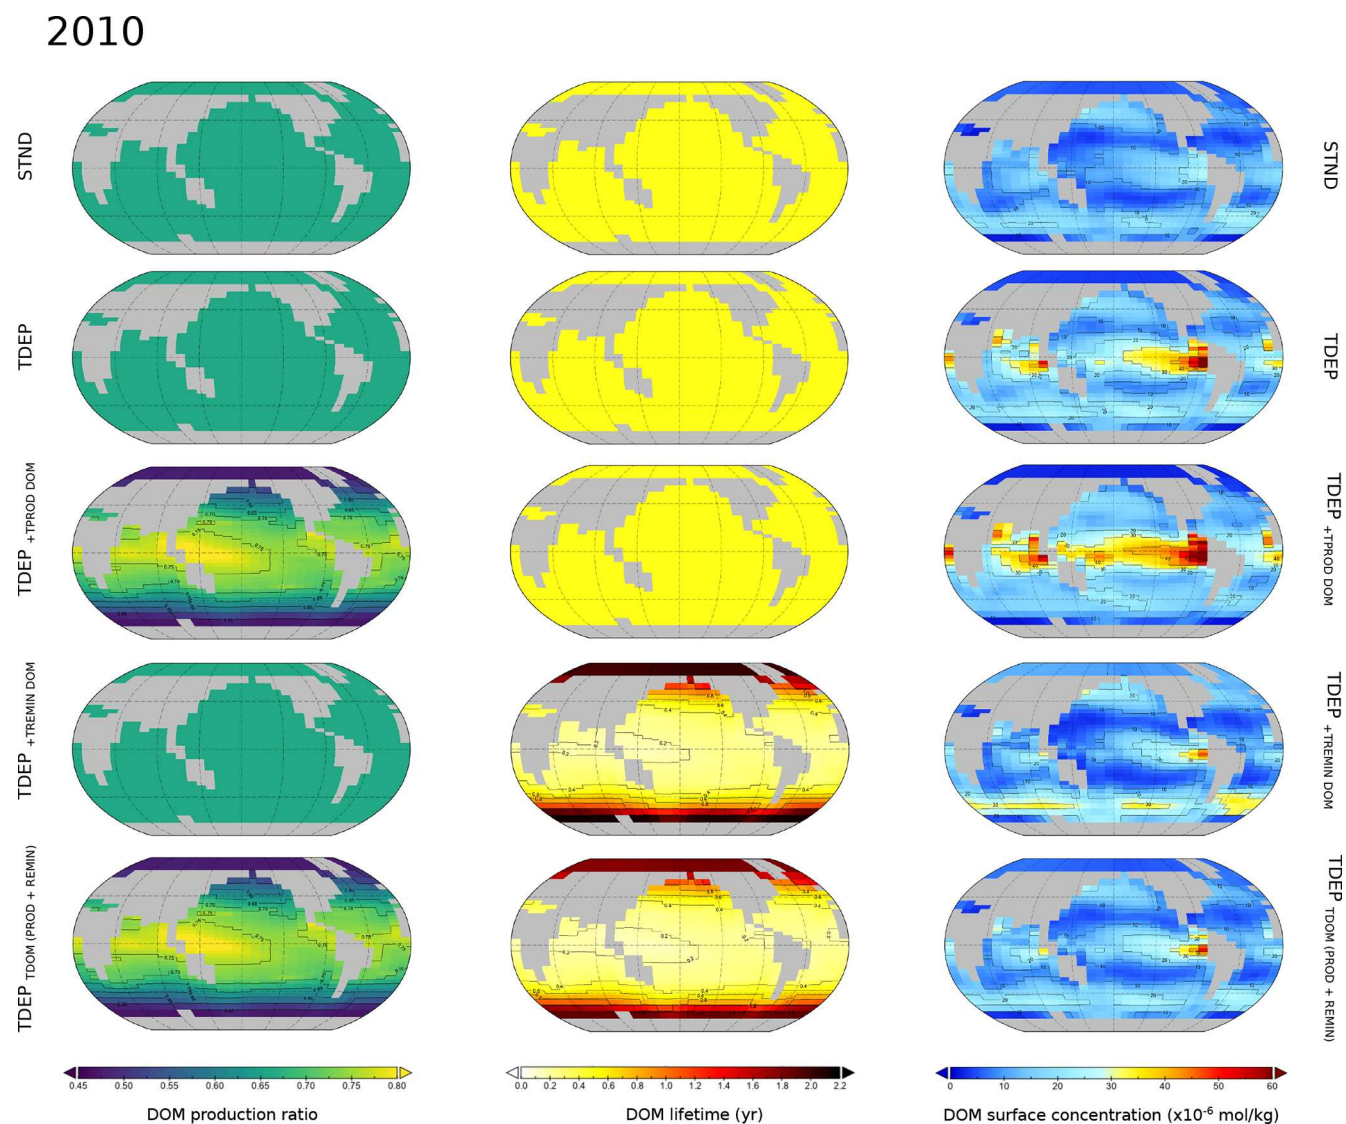 2010
STND
STND
TDEP
TDEP
TDEP +TPROD DOM
TDEP +TPROD DOM
TDEP +TREMIN DOM
TDEP +TREMIN DOM
TDEP TDOM (PROD + REMIN)
TDEP TDOM (PROD + REMIN)
0.45 0.50 0.55 0.60 0.65 0.70 0.75 0.80
0.0 0.2 0.4 0.6 0.8 1.0 1.2 1.4 1.6 1.8 2.0 2.2
0 10 20 30 40 50 60
DOM production ratio
DOM lifetime (yr)
DOM surface concentration (x10⁻⁶ mol/kg)